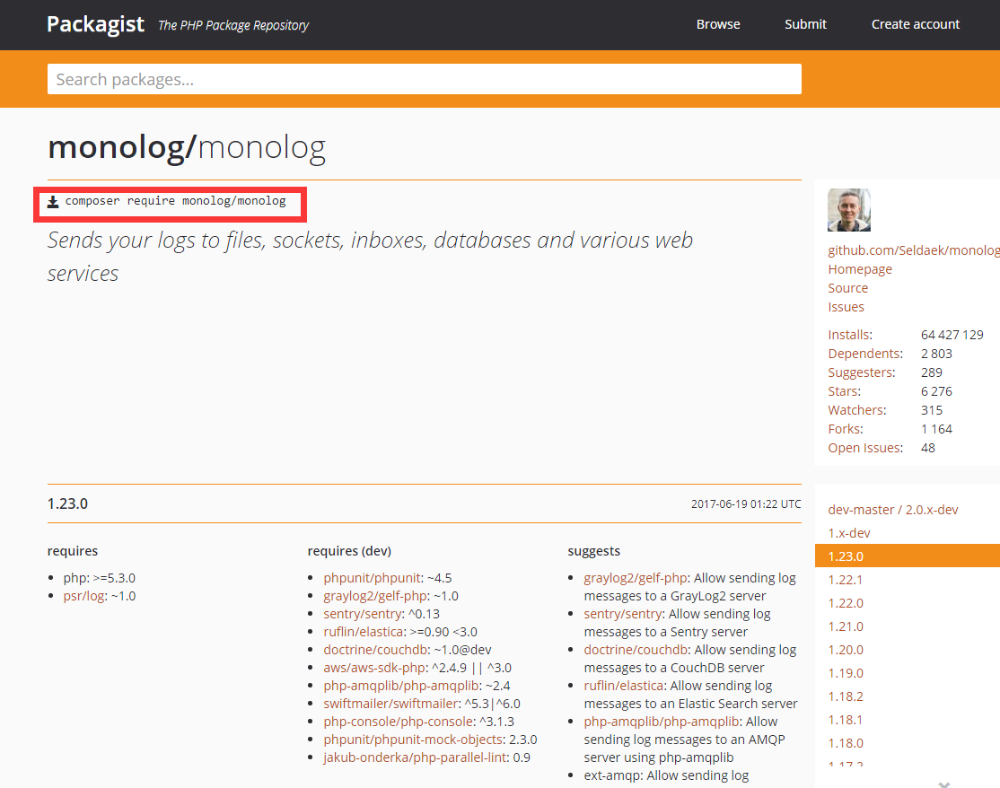 Packagist The PHP Package Repository Browse Submit Create account
Search packages...
monolog/monolog
composer require monolog/monolog
Sends your logs to files, sockets, inboxes, databases and various web
services
github.com/Seldaek/monolog
Homepage
Source
Issues
Installs: 64 427 129
Dependents: 2 803
Suggesters: 289
Stars: 6 276
Watchers: 315
Forks: 1 164
Open Issues: 48
1.23.0 2017-06-19 01:22 UTC
requires
php: >=5.3.0
psr/log: ~1.0
requires (dev)
phpunit/phpunit: ~4.5
graylog2/gelf-php: ~1.0
sentry/sentry: ^0.13
ruflin/elastica: >=0.90 <3.0
doctrine/couchdb: ~1.0@dev
aws/aws-sdk-php: ^2.4.9 || ^3.0
php-amqplib/php-amqplib: ~2.4
swiftmailer/swiftmailer: ^5.3|^6.0
php-console/php-console: ^3.1.3
phpunit/phpunit-mock-objects: 2.3.0
jakub-onderka/php-parallel-lint: 0.9
suggests
graylog2/gelf-php: Allow sending log
messages to a GrayLog2 server
sentry/sentry: Allow sending log
messages to a Sentry server
doctrine/couchdb: Allow sending log
messages to a CouchDB server
ruflin/elastica: Allow sending log
messages to an Elastic Search server
php-amqplib/php-amqplib: Allow
sending log messages to an AMQP
server using php-amqplib
ext-amqp: Allow sending log
dev-master / 2.0.x-dev
1.x-dev
1.23.0
1.22.1
1.22.0
1.21.0
1.20.0
1.19.0
1.18.2
1.18.1
1.18.0